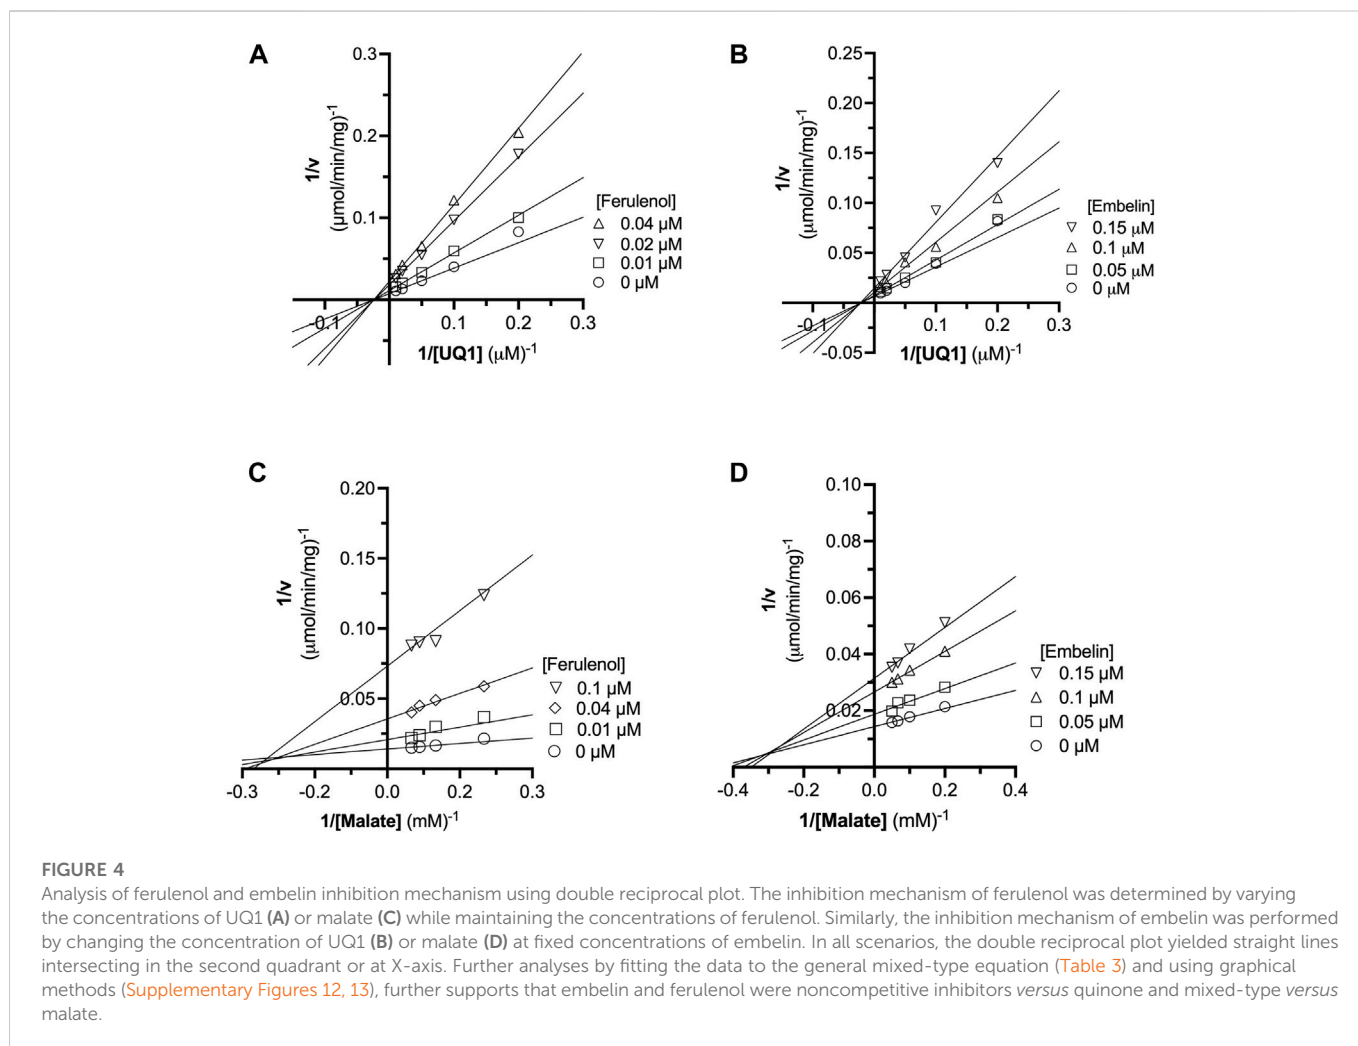 A
0.3
0.2
0.1
-0.1
0.1
0.2
0.3
1/v
(µmol/min/mg)-1
1/[UQ1] (µM)-1
[Ferulenol]
0.04 µM
0.02 µM
0.01 µM
0 µM
B
0.25
0.20
0.15
0.10
0.05
-0.05
-0.1
0.1
0.2
0.3
1/v
(µmol/min/mg)-1
1/[UQ1] (µM)-1
[Embelin]
0.15 µM
0.1 µM
0.05 µM
0 µM
C
0.20
0.15
0.10
0.05
-0.3
-0.2
0.0
0.2
0.3
1/v
(µmol/min/mg)-1
1/[Malate] (mM)-1
[Ferulenol]
0.1 µM
0.04 µM
0.01 µM
0 µM
D
0.10
0.08
0.06
0.04
0.02
-0.4
-0.2
0.0
0.2
0.4
1/v
(µmol/min/mg)-1
1/[Malate] (mM)-1
[Embelin]
0.15 µM
0.1 µM
0.05 µM
0 µM
FIGURE 4
Analysis of ferulenol and embelin inhibition mechanism using double reciprocal plot. The inhibition mechanism of ferulenol was determined by varying
the concentrations of UQ1 (A) or malate (C) while maintaining the concentrations of ferulenol. Similarly, the inhibition mechanism of embelin was performed
by changing the concentration of UQ1 (B) or malate (D) at fixed concentrations of embelin. In all scenarios, the double reciprocal plot yielded straight lines
intersecting in the second quadrant or at X-axis. Further analyses by fitting the data to the general mixed-type equation (Table 3) and using graphical
methods (Supplementary Figures 12, 13), further supports that embelin and ferulenol were noncompetitive inhibitors versus quinone and mixed-type versus
malate.